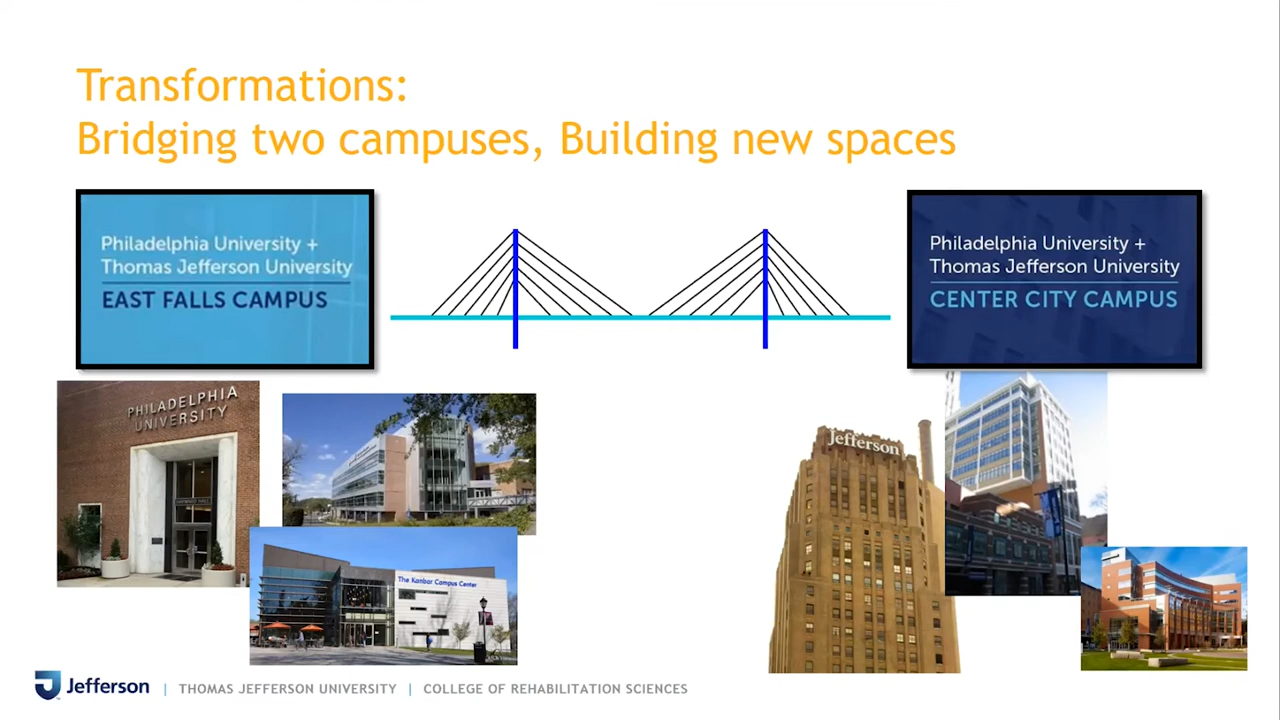 Transformations:
Bridging two campuses, Building new spaces
Philadelphia University +
Thomas Jefferson University
EAST FALLS CAMPUS
Philadelphia University +
Thomas Jefferson University
CENTER CITY CAMPUS
PHILADELPHIA
UNIVERSITY
The Kanbar Campus Center
Jefferson
Jefferson | THOMAS JEFFERSON UNIVERSITY | COLLEGE OF REHABILITATION SCIENCES